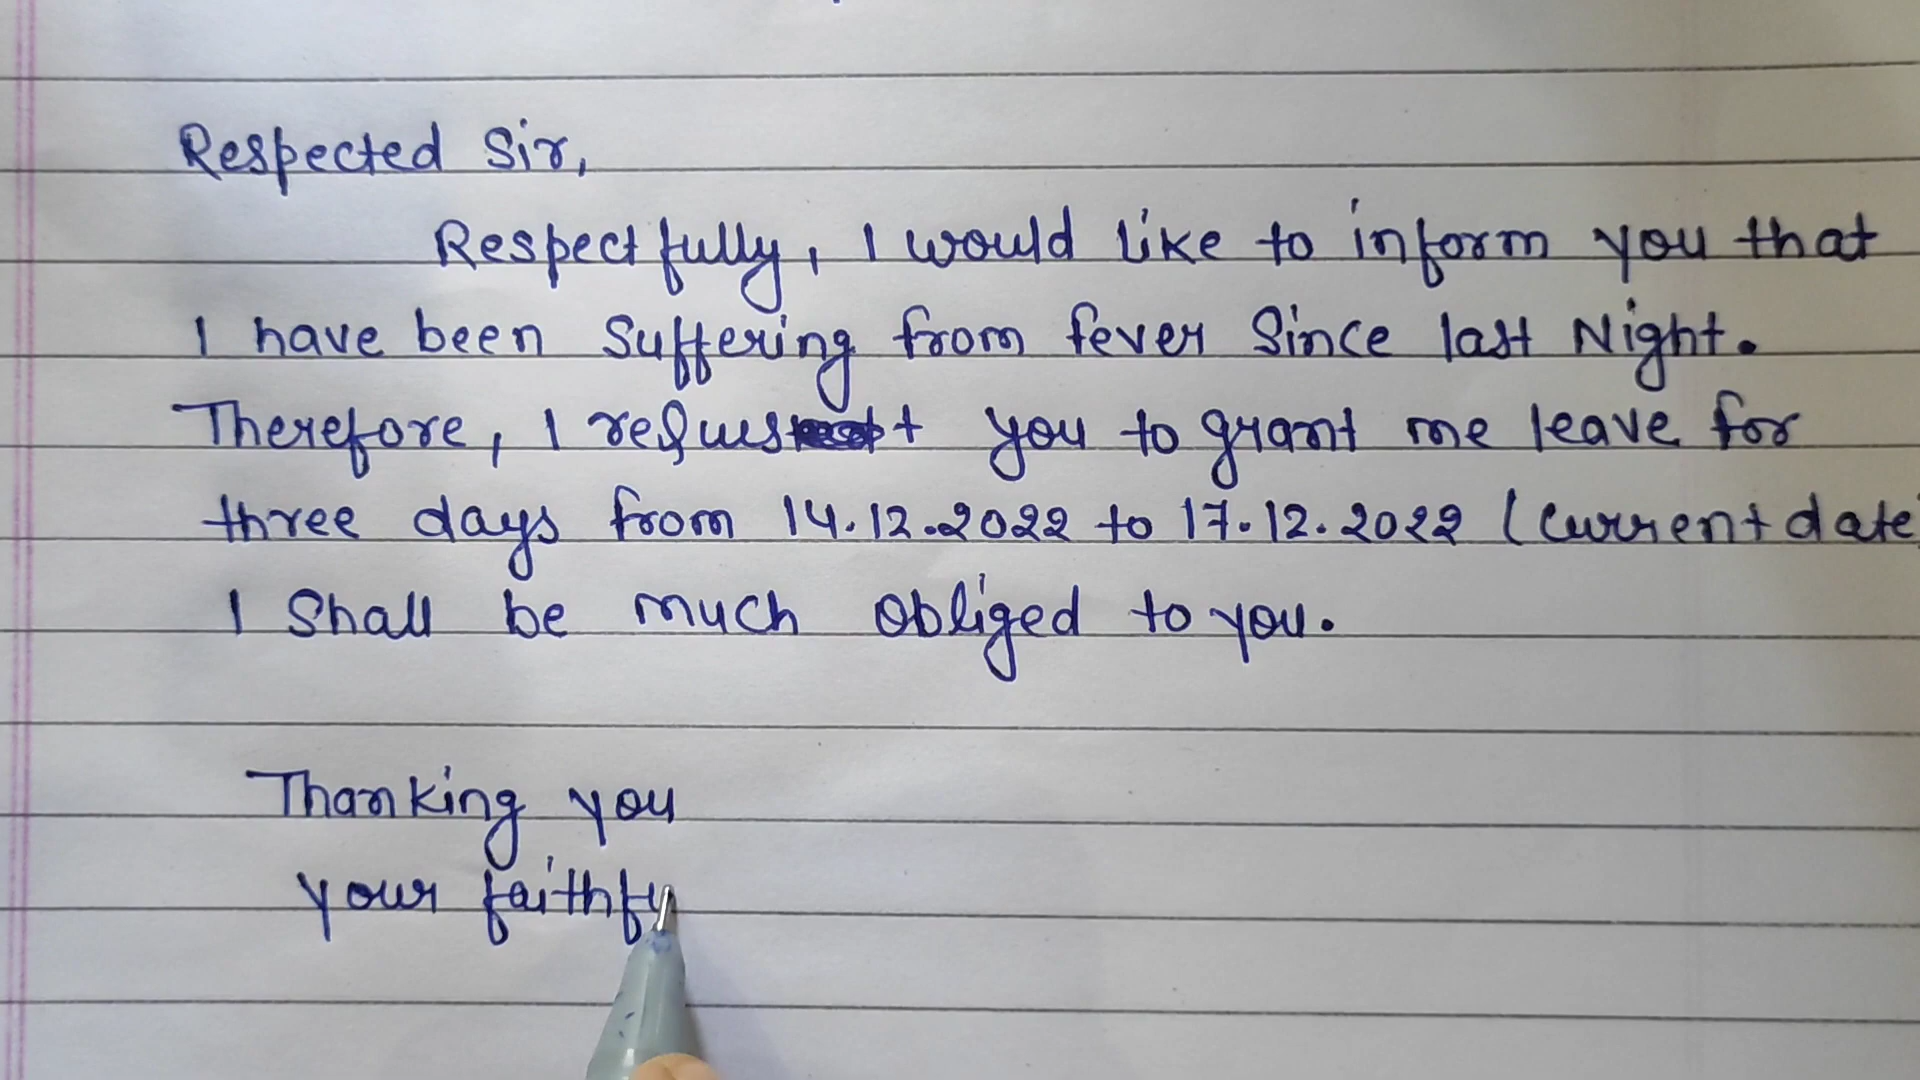 Respected Sir,
Respectfully, I would like to inform you that
I have been Suffering from fever Since last Night.
Therefore, I requst you to grant me leave for
three days from 14.12.2022 to 17.12.2022 (Current date)
I Shall be much obliged to you.
Thanking you
your faithfu